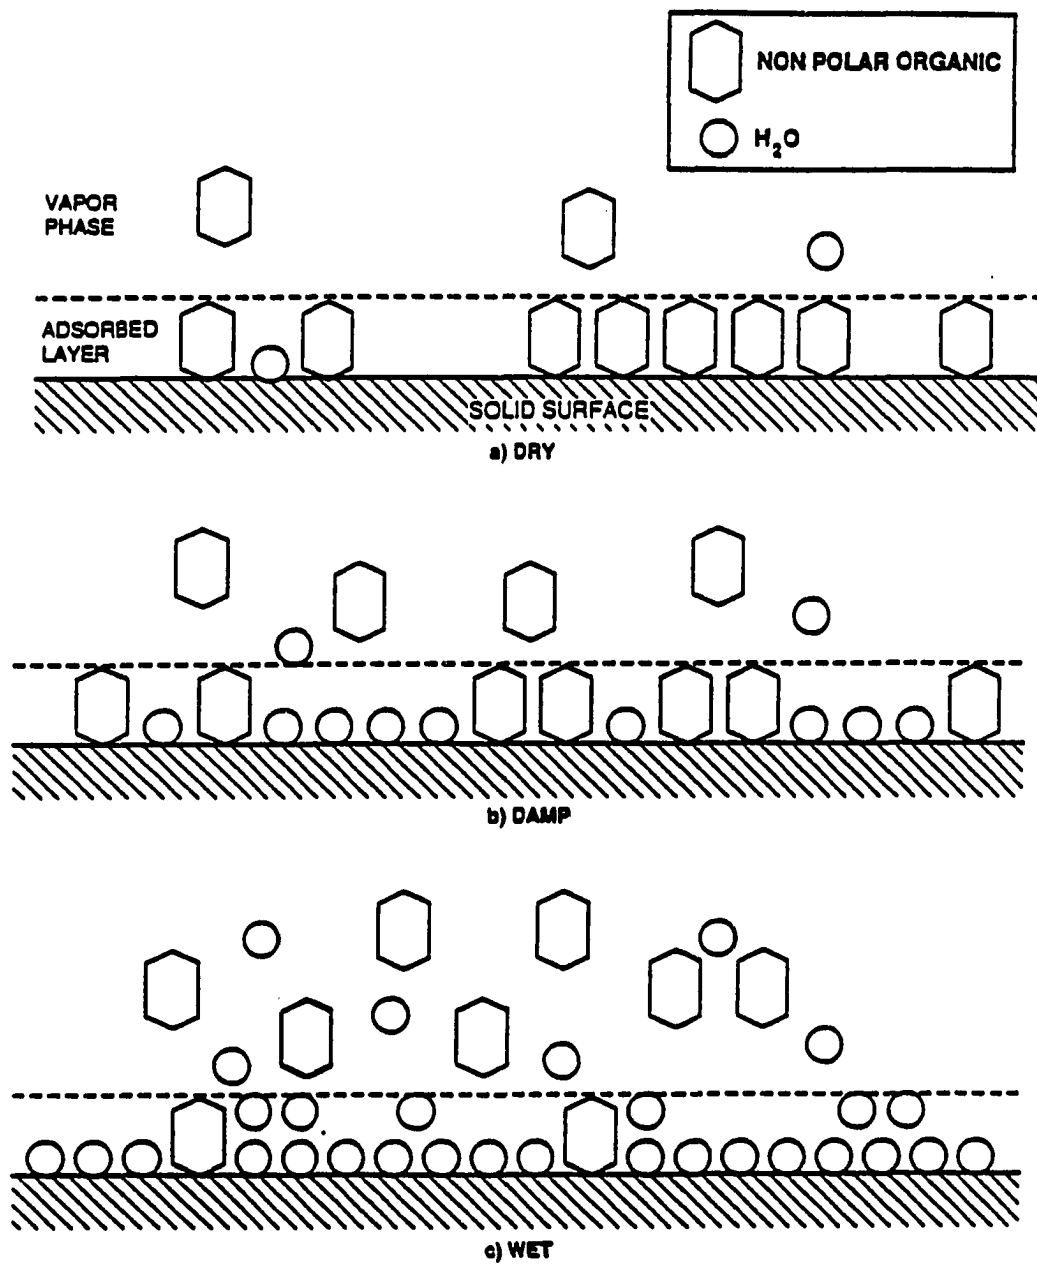 NON POLAR ORGANIC
H₂O
VAPOR
PHASE
ADSORBED
LAYER
SOLID SURFACE
a) DRY
b) DAMP
c) WET